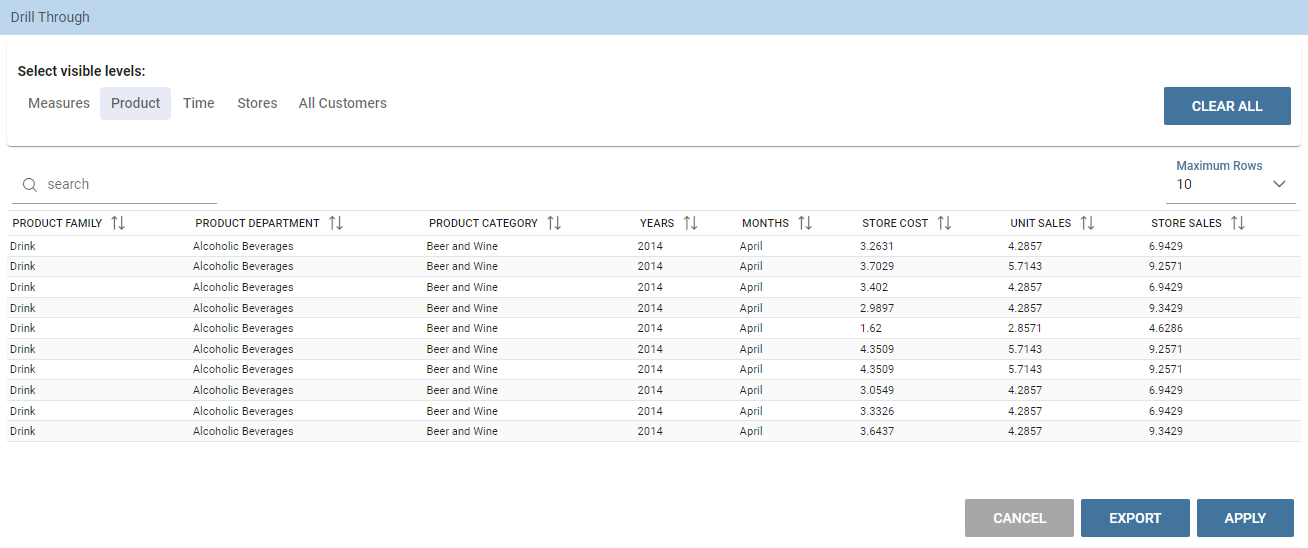 Drill Through
Select visible levels:
Measures Product Time Stores All Customers
CLEAR ALL
Maximum Rows
search 10
PRODUCT FAMILY PRODUCT DEPARTMENT PRODUCT CATEGORY YEARS MONTHS STORE COST UNIT SALES STORE SALES
Drink Alcoholic Beverages Beer and Wine 2014 April 3.2631 4.2857 6.9429
Drink Alcoholic Beverages Beer and Wine 2014 April 3.7029 5.7143 9.2571
Drink Alcoholic Beverages Beer and Wine 2014 April 3.402 4.2857 6.9429
Drink Alcoholic Beverages Beer and Wine 2014 April 2.9897 4.2857 9.3429
Drink Alcoholic Beverages Beer and Wine 2014 April 1.62 2.8571 4.6286
Drink Alcoholic Beverages Beer and Wine 2014 April 4.3509 5.7143 9.2571
Drink Alcoholic Beverages Beer and Wine 2014 April 4.3509 5.7143 9.2571
Drink Alcoholic Beverages Beer and Wine 2014 April 3.0549 4.2857 6.9429
Drink Alcoholic Beverages Beer and Wine 2014 April 3.3326 4.2857 6.9429
Drink Alcoholic Beverages Beer and Wine 2014 April 3.6437 4.2857 9.3429
CANCEL EXPORT APPLY